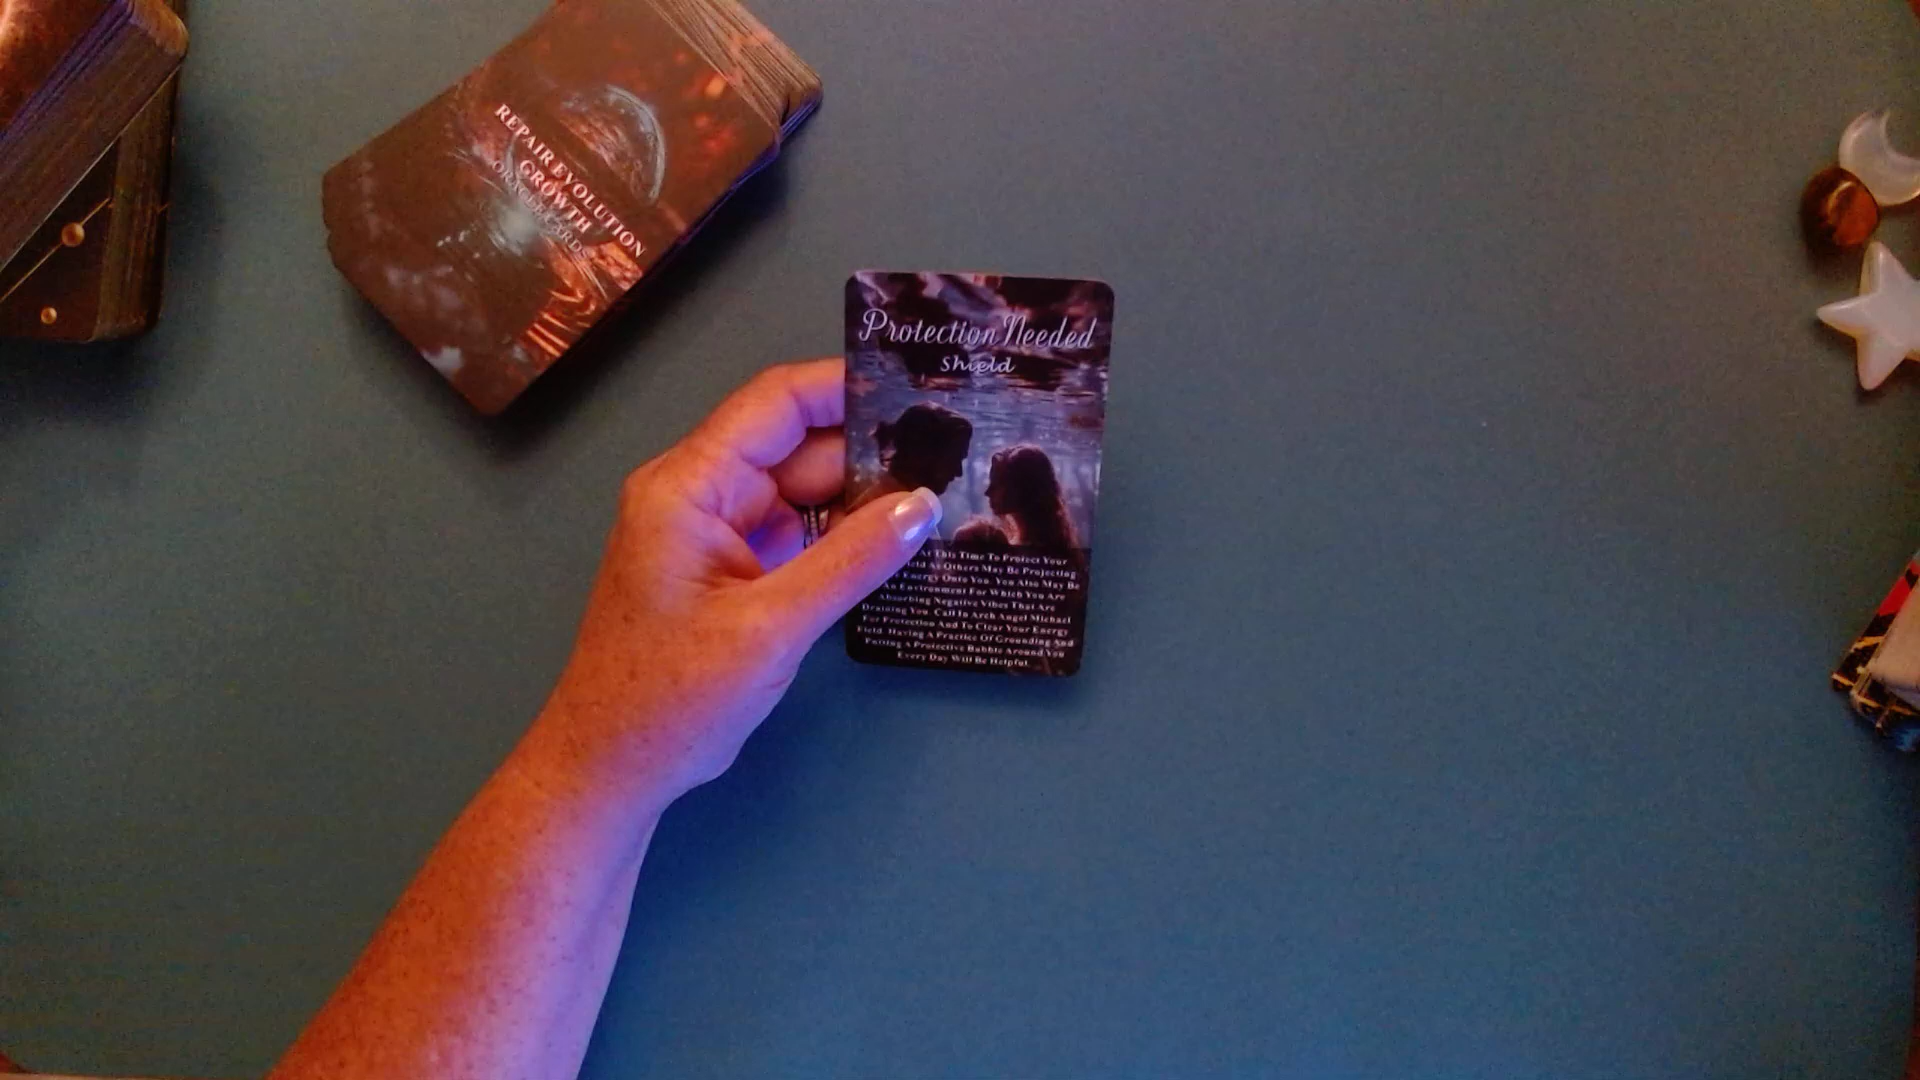 REPAIR EVOLUTION
GROWTH
ORACLE CARDS
Protection Needed
Shield
At This Time To Protect Your
As Others May Be Projecting
Energy Onto You. You Also May Be
An Environment For Which You Are
Absorbing Negative Vibes That Are
Draining You. Call In Arch Angel Michael
For Protection And To Clear Your Energy
Field. Having A Practice Of Grounding And
Putting A Protective Bubble Around You
Every Day Will Be Helpful.